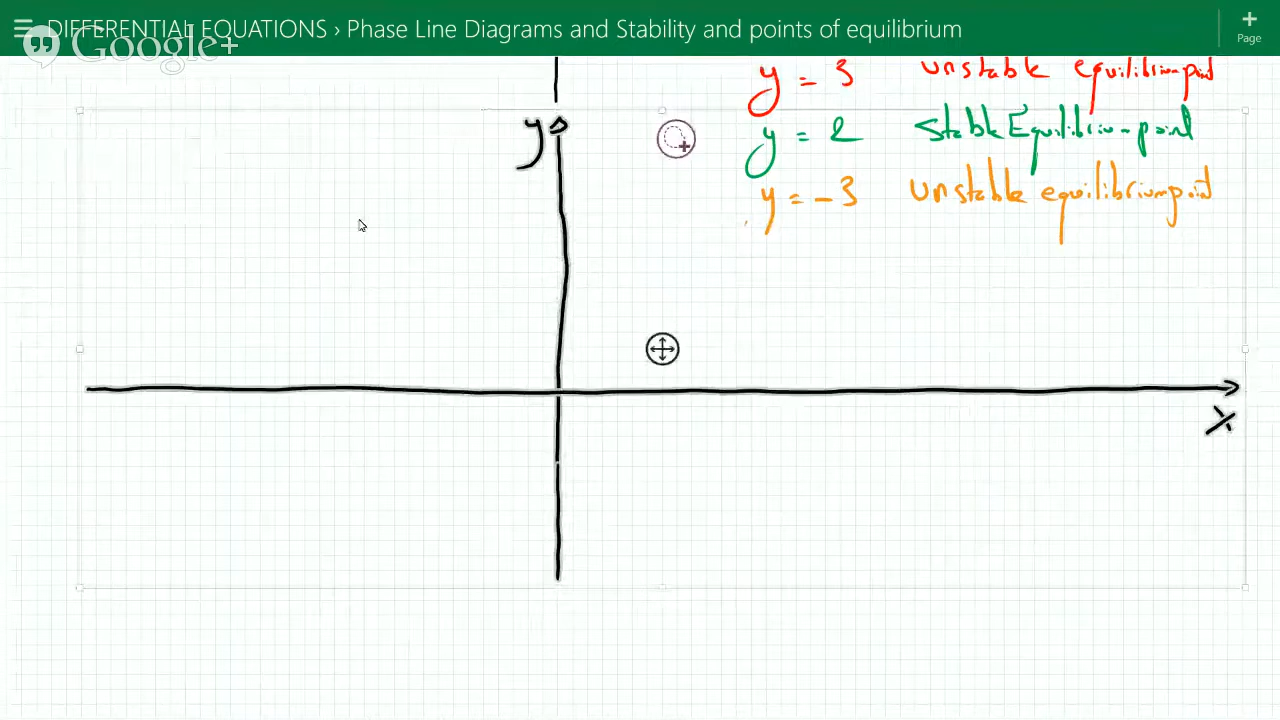 DIFFERENTIAL EQUATIONS › Phase Line Diagrams and Stability and points of equilibrium
Google+
Page
y = 3 unstable equilibrium point
y = 2 Stable Equilibrium point
y = -3 unstable equilibrium point
y
x